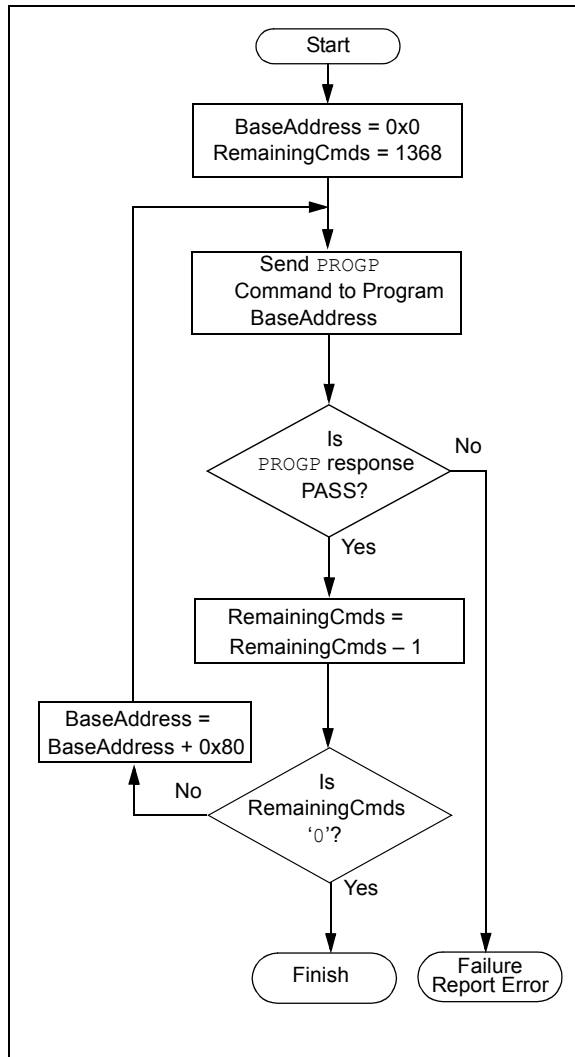 Start
BaseAddress = 0x0
RemainingCmds = 1368
Send PROGP
Command to Program
BaseAddress
Is
PROGP response
PASS?
No
Yes
RemainingCmds =
RemainingCmds – 1
BaseAddress =
BaseAddress + 0x80
No
Is
RemainingCmds
‘0’?
Yes
Finish
Failure
Report Error